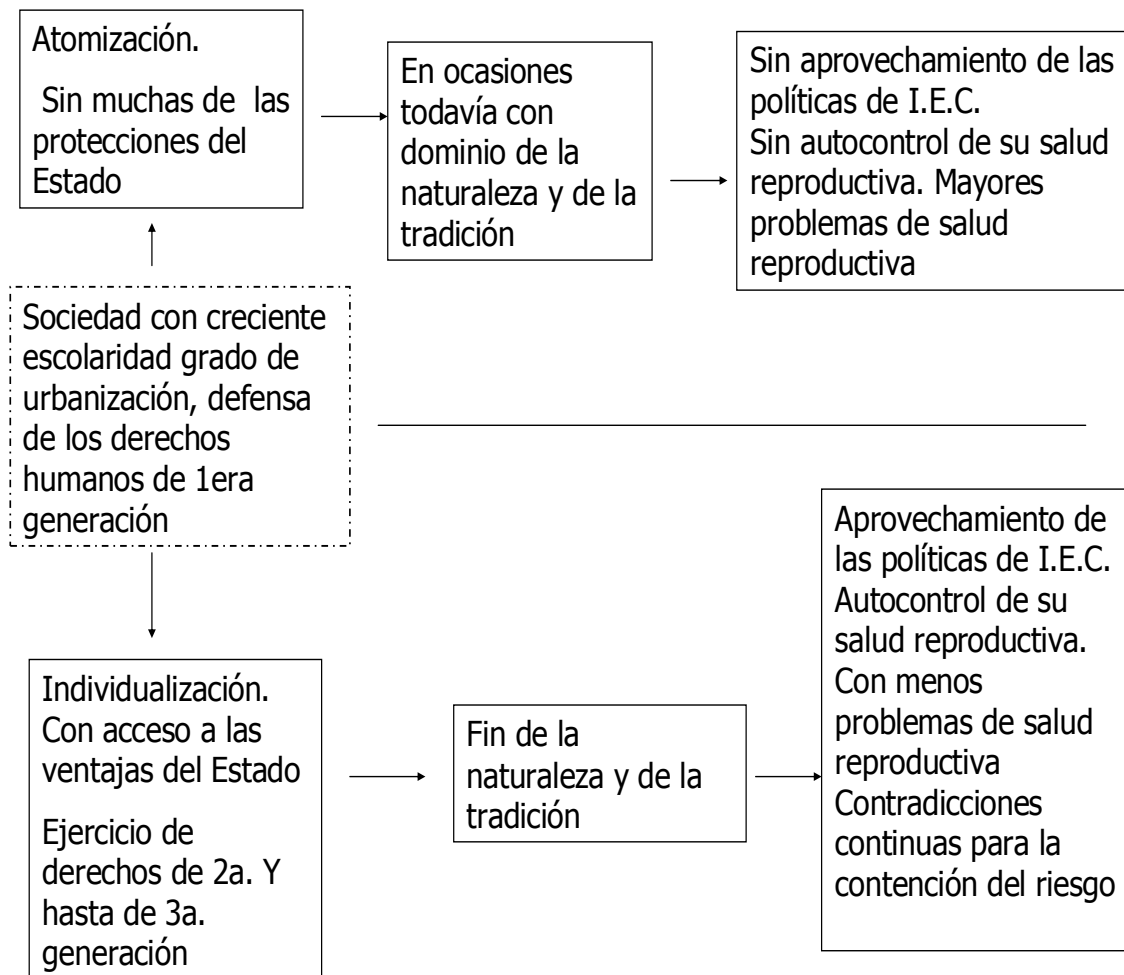 Atomización.
Sin muchas de las
protecciones del
Estado
En ocasiones
todavía con
dominio de la
naturaleza y de la
tradición
Sin aprovechamiento de las
políticas de I.E.C.
Sin autocontrol de su salud
reproductiva. Mayores
problemas de salud
reproductiva
Sociedad con creciente
escolaridad grado de
urbanización, defensa
de los derechos
humanos de 1era
generación
Individualización.
Con acceso a las
ventajas del Estado
Ejercicio de
derechos de 2a. Y
hasta de 3a.
generación
Fin de la
naturaleza y de la
tradición
Aprovechamiento de
las políticas de I.E.C.
Autocontrol de su
salud reproductiva.
Con menos
problemas de salud
reproductiva
Contradicciones
continuas para la
contención del riesgo